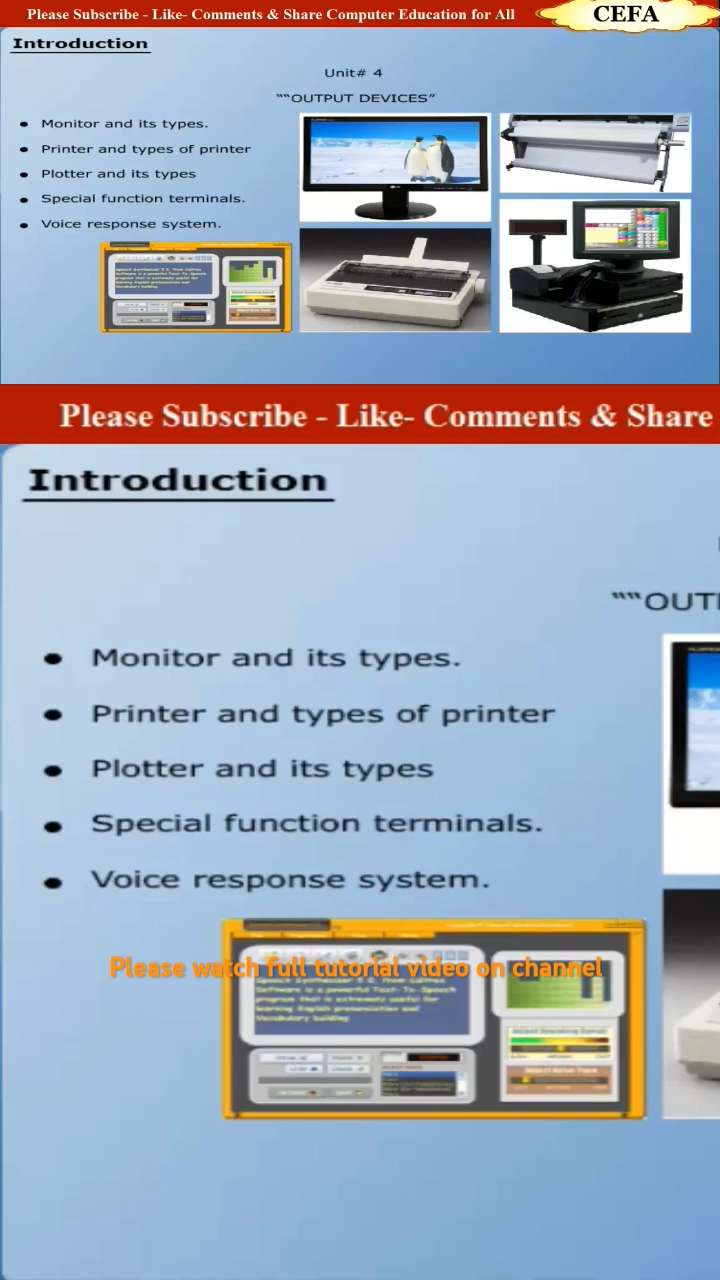 Please Subscribe - Like- Comments & Share Computer Education for All
CEFA
Introduction
Unit# 4
““OUTPUT DEVICES”
Monitor and its types.
Printer and types of printer
Plotter and its types
Special function terminals.
Voice response system.
Please Subscribe - Like- Comments & Share
Introduction
““OUT
Monitor and its types.
Printer and types of printer
Plotter and its types
Special function terminals.
Voice response system.
Please watch full tutorial video on channel
Software is a powerful Text-To-Speech
program that is extremely useful for
learning English pronunciation and
Vocabulary building